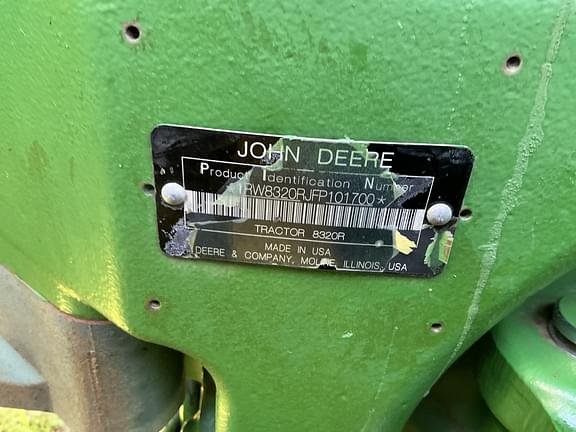 JOHN DEERE
Product Identification Number
1RW8320RJFP101700*
TRACTOR 8320R
MADE IN USA
DEERE & COMPANY, MOLINE, ILLINOIS, USA